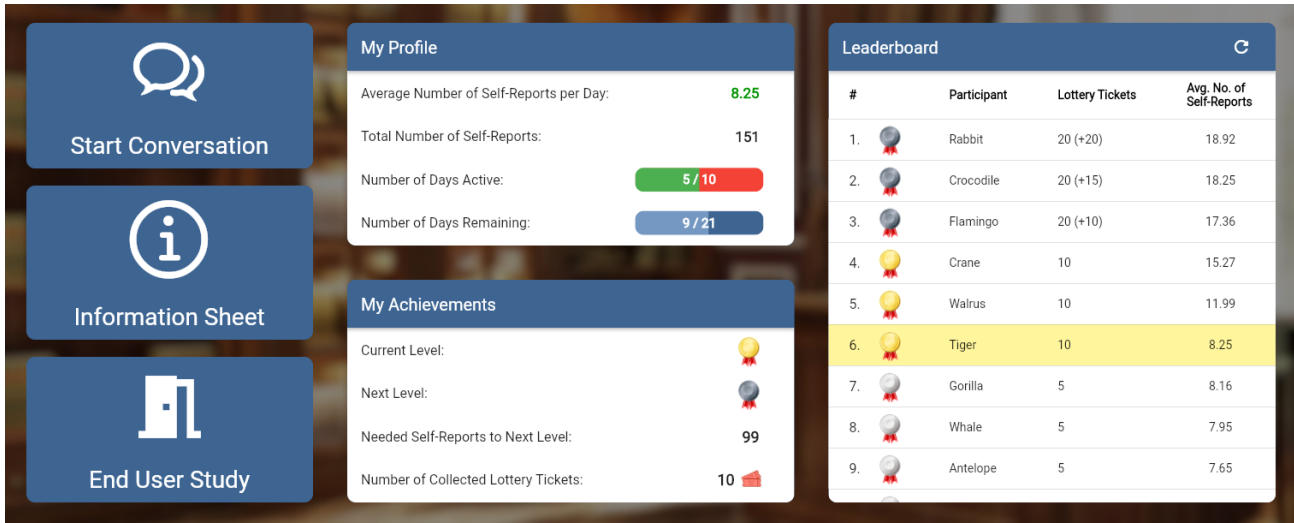 Start Conversation
Information Sheet
End User Study
My Profile
Average Number of Self-Reports per Day: 8.25
Total Number of Self-Reports: 151
Number of Days Active: 5 / 10
Number of Days Remaining: 9 / 21
My Achievements
Current Level:
Next Level:
Needed Self-Reports to Next Level: 99
Number of Collected Lottery Tickets: 10
Leaderboard
# Participant Lottery Tickets Avg. No. of
Self-Reports
1. Rabbit 20 (+20) 18.92
2. Crocodile 20 (+15) 18.25
3. Flamingo 20 (+10) 17.36
4. Crane 10 15.27
5. Walrus 10 11.99
6. Tiger 10 8.25
7. Gorilla 5 8.16
8. Whale 5 7.95
9. Antelope 5 7.65